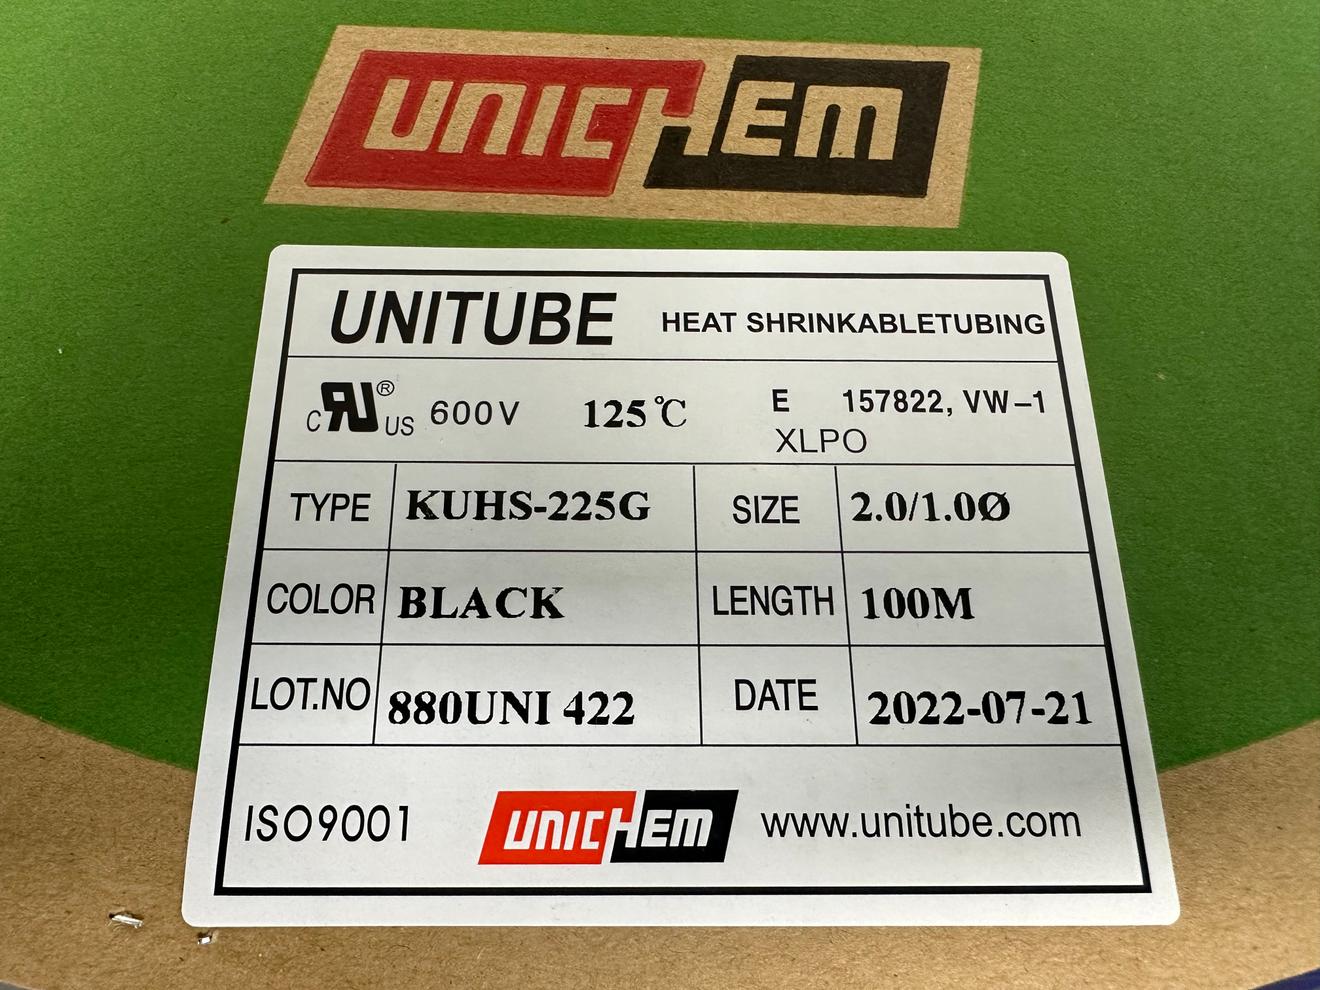 UNICHEM
UNITUBE HEAT SHRINKABLETUBING
c RU ® US 600V 125℃ E 157822, VW-1
XLPO
TYPE KUHS-225G SIZE 2.0/1.0Ø
COLOR BLACK LENGTH 100M
LOT.NO 880UNI 422 DATE 2022-07-21
ISO9001 UNICHEM www.unitube.com